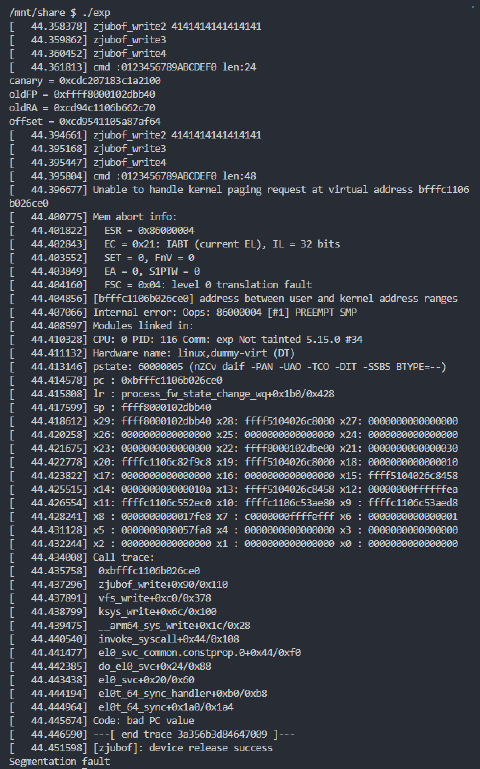 /mnt/share $ ./exp
[   44.358378] zjubof_write2 4141414141414141
[   44.359862] zjubof_write3
[   44.360452] zjubof_write4
[   44.361813] cmd :0123456789ABCDEF0 len:24
canary = 0xcdc207183c1a2100
oldFP = 0xffff8000102dbb40
oldRA = 0xcd94c1106b662c70
offset = 0xcd9541105a87af64
[   44.394661] zjubof_write2 4141414141414141
[   44.395168] zjubof_write3
[   44.395447] zjubof_write4
[   44.395804] cmd :0123456789ABCDEF0 len:48
[   44.396677] Unable to handle kernel paging request at virtual address bfffc1106
b026ce0
[   44.400775] Mem abort info:
[   44.401822]   ESR = 0x86000004
[   44.402843]   EC = 0x21: IABT (current EL), IL = 32 bits
[   44.403552]   SET = 0, FnV = 0
[   44.403849]   EA = 0, S1PTW = 0
[   44.404160]   FSC = 0x04: level 0 translation fault
[   44.404856] [bfffc1106b026ce0] address between user and kernel address ranges
[   44.407066] Internal error: Oops: 86000004 [#1] PREEMPT SMP
[   44.408597] Modules linked in:
[   44.410328] CPU: 0 PID: 116 Comm: exp Not tainted 5.15.0 #34
[   44.411132] Hardware name: linux,dummy-virt (DT)
[   44.413146] pstate: 60000005 (nZCv daif -PAN -UAO -TCO -DIT -SSBS BTYPE=--)
[   44.414578] pc : 0xbfffc1106b026ce0
[   44.415808] lr : process_fw_state_change_wq+0x1b0/0x428
[   44.417599] sp : ffff8000102dbb40
[   44.418612] x29: ffff8000102dbb40 x28: ffff5104026c8000 x27: 0000000000000000
[   44.420258] x26: 0000000000000000 x25: 0000000000000000 x24: 0000000000000000
[   44.421675] x23: 0000000000000000 x22: ffff8000102dbe00 x21: 0000000000000030
[   44.422778] x20: ffffc1106c82f9c8 x19: ffff5104026c8000 x18: 0000000000000010
[   44.423822] x17: 0000000000000000 x16: 0000000000000000 x15: ffff5104026c8458
[   44.425515] x14: 000000000000010a x13: ffff5104026c8458 x12: 00000000ffffffea
[   44.426554] x11: ffffc1106c552ec0 x10: ffffc1106c53ae80 x9 : ffffc1106c53aed8
[   44.428241] x8 : 0000000000017fe8 x7 : c0000000ffffefff x6 : 0000000000000001
[   44.431128] x5 : 0000000000057fa8 x4 : 0000000000000000 x3 : 0000000000000000
[   44.432244] x2 : 0000000000000000 x1 : 0000000000000000 x0 : 0000000000000000
[   44.434008] Call trace:
[   44.435758]  0xbfffc1106b026ce0
[   44.437296]  zjubof_write+0x90/0x110
[   44.437891]  vfs_write+0xc0/0x378
[   44.438799]  ksys_write+0x6c/0x100
[   44.439475]  __arm64_sys_write+0x1c/0x28
[   44.440540]  invoke_syscall+0x44/0x108
[   44.441477]  el0_svc_common.constprop.0+0x44/0xf0
[   44.442385]  do_el0_svc+0x24/0x88
[   44.443438]  el0_svc+0x20/0x60
[   44.444194]  el0t_64_sync_handler+0xb0/0xb8
[   44.444964]  el0t_64_sync+0x1a0/0x1a4
[   44.445674] Code: bad PC value
[   44.446590] ---[ end trace 3a356b3d84647009 ]---
[   44.451598] [zjubof]: device release success
Segmentation fault